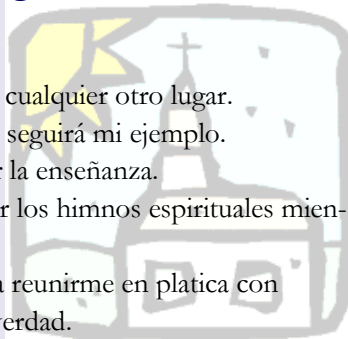 cualquier otro lugar.
seguirá mi ejemplo.
la enseñanza.
los himnos espirituales mien-
reunirme en platica con
verdad.